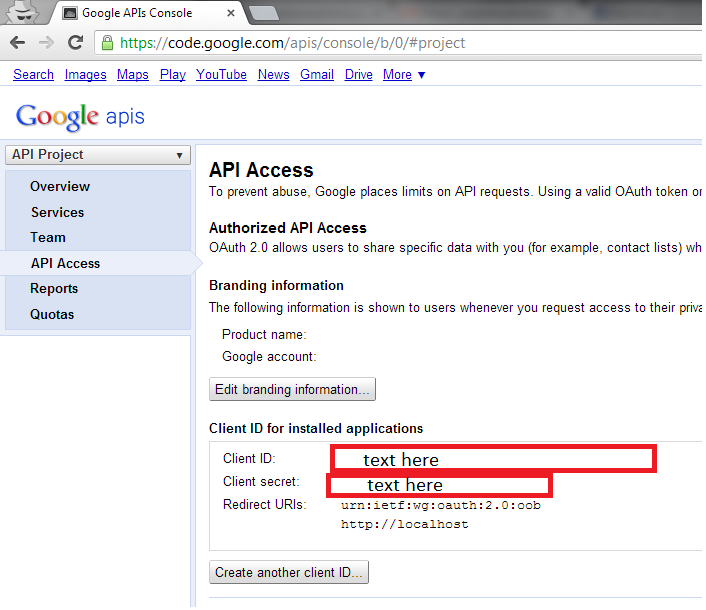 Google APIs Console
https://code.google.com/apis/console/b/0/#project
Search Images Maps Play YouTube News Gmail Drive More ▼
Google apis
API Project
Overview
Services
Team
API Access
Reports
Quotas
API Access
To prevent abuse, Google places limits on API requests. Using a valid OAuth token or
Authorized API Access
OAuth 2.0 allows users to share specific data with you (for example, contact lists) wh
Branding information
The following information is shown to users whenever you request access to their priva
Product name:
Google account:
Edit branding information...
Client ID for installed applications
Client ID: text here
Client secret: text here
Redirect URIs: urn:ietf:wg:oauth:2.0:oob
http://localhost
Create another client ID...